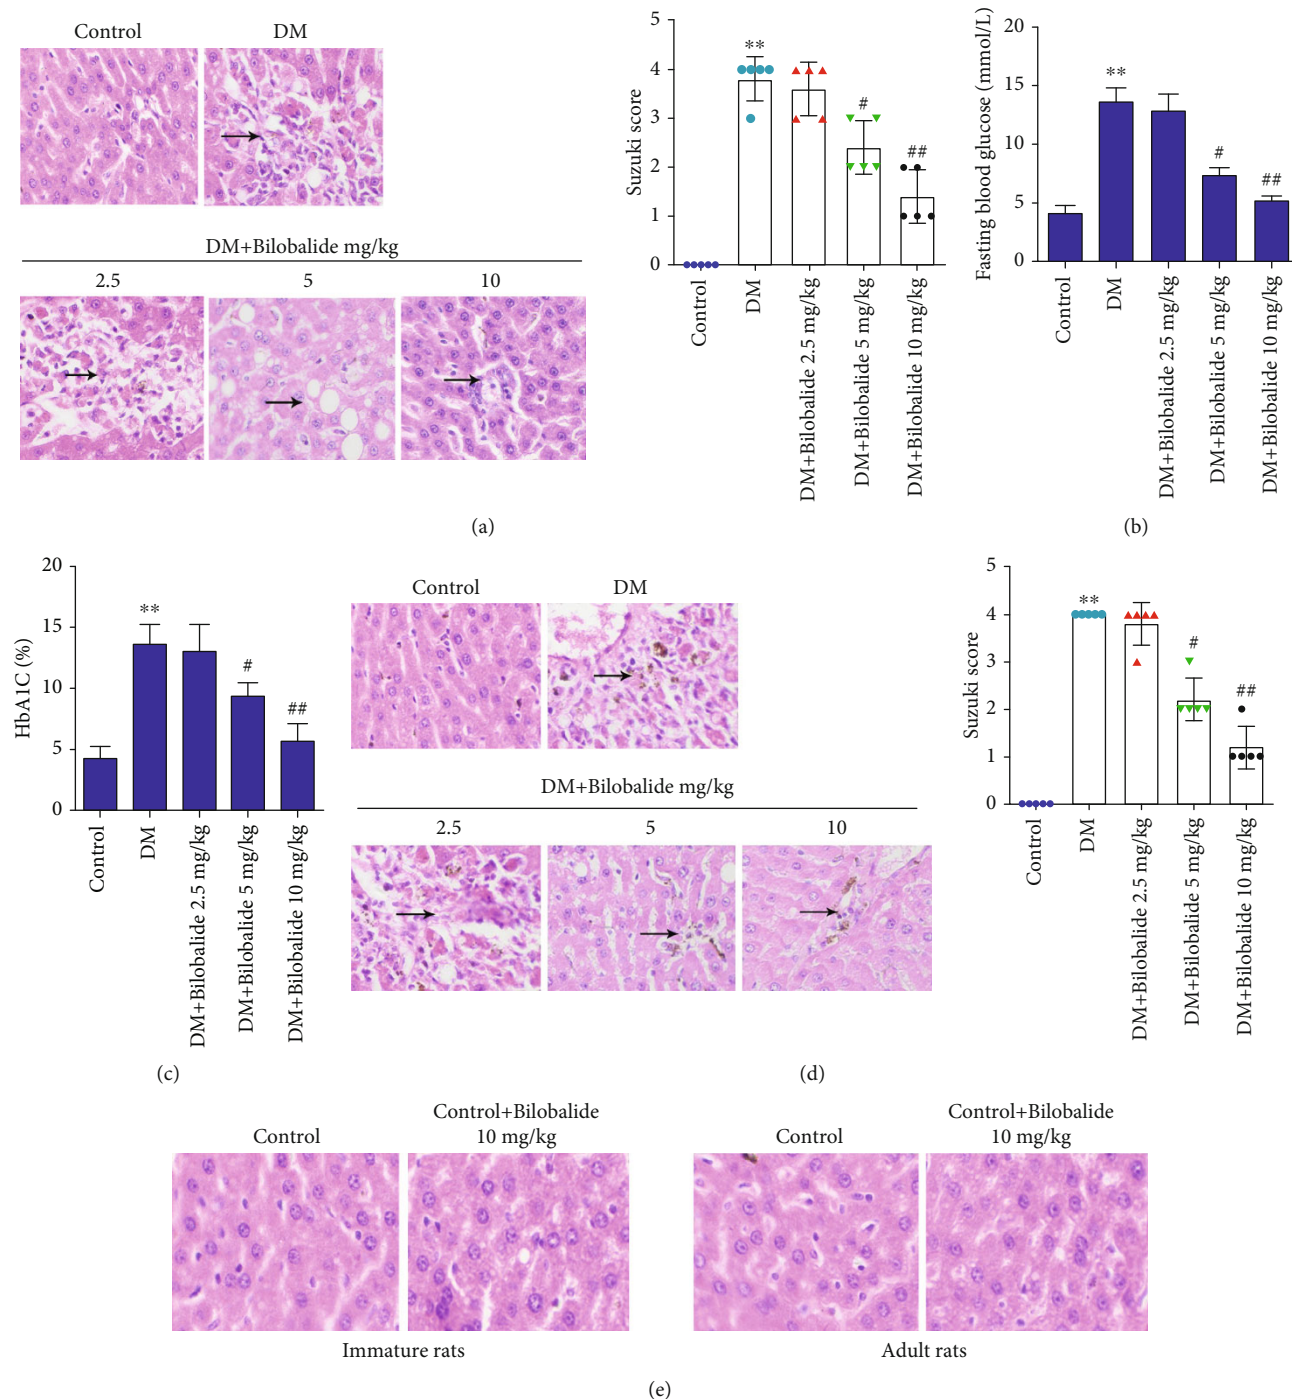 Control
DM
DM+Bilobalide mg/kg
2.5
5
10
Suzuki score
5
4
3
2
1
0
**
#
##
Control
DM
DM+Bilobalide 2.5 mg/kg
DM+Bilobalide 5 mg/kg
DM+Bilobalide 10 mg/kg
(a)
Fasting blood glucose (mmol/L)
20
15
10
5
0
**
#
##
Control
DM
DM+Bilobalide 2.5 mg/kg
DM+Bilobalide 5 mg/kg
DM+Bilobalide 10 mg/kg
(b)
HbA1C (%)
20
15
10
5
0
**
#
##
Control
DM
DM+Bilobalide 2.5 mg/kg
DM+Bilobalide 5 mg/kg
DM+Bilobalide 10 mg/kg
(c)
Control
DM
DM+Bilobalide mg/kg
2.5
5
10
Suzuki score
5
4
3
2
1
0
**
#
##
Control
DM
DM+Bilobalide 2.5 mg/kg
DM+Bilobalide 5 mg/kg
DM+Bilobalide 10 mg/kg
(d)
Control
Control+Bilobalide
10 mg/kg
Immature rats
Control
Control+Bilobalide
10 mg/kg
Adult rats
(e)